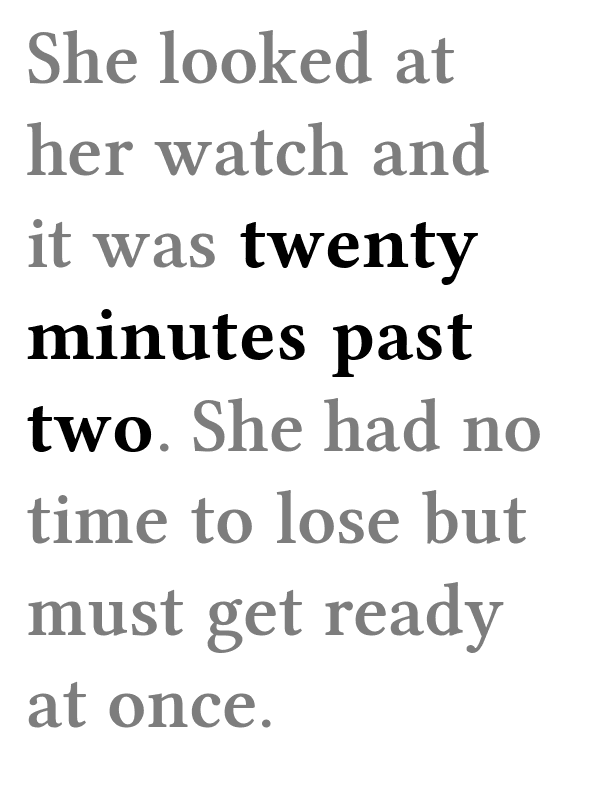 She looked at
her watch and
it was twenty
minutes past
two. She had no
time to lose but
must get ready
at once.